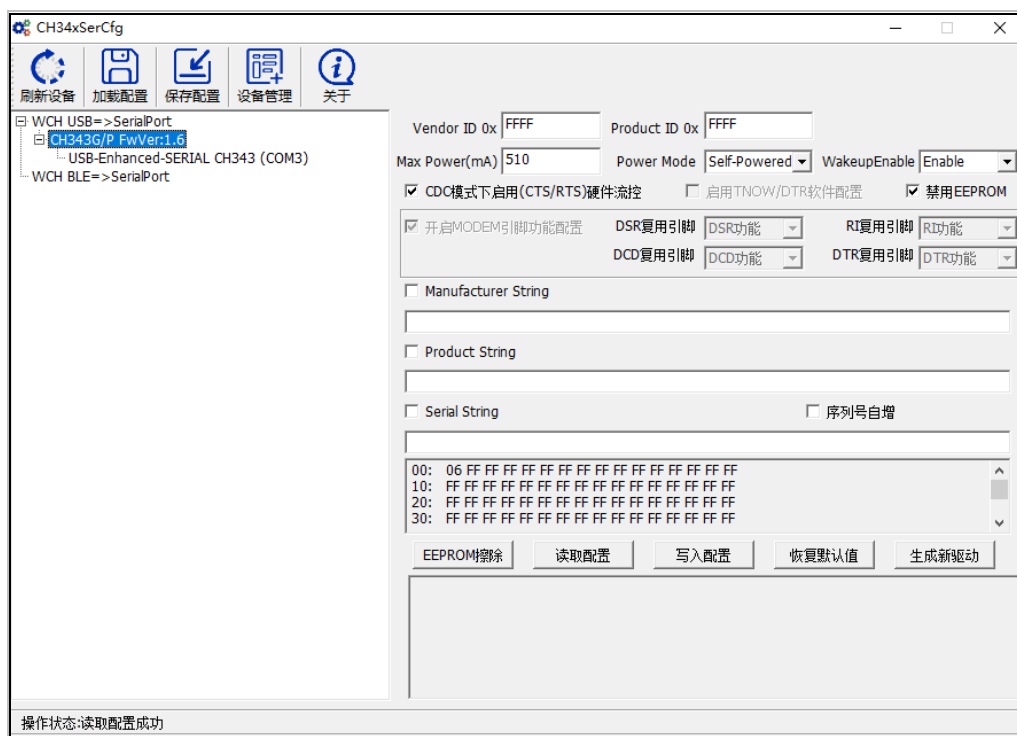 CH34xSerCfg
刷新设备 加载配置 保存配置 设备管理 关于
WCH USB=>SerialPort
CH343G/P FwVer:1.6
USB-Enhanced-SERIAL CH343 (COM3)
WCH BLE=>SerialPort
Vendor ID 0x FFFF Product ID 0x FFFF
Max Power(mA) 510 Power Mode Self-Powered WakeupEnable Enable
CDC模式下启用(CTS/RTS)硬件流控 启用TNOW/DTR软件配置 禁用EEPROM
开启MODEM引脚功能配置 DSR复用引脚 DSR功能 RI复用引脚 RI功能
DCD复用引脚 DCD功能 DTR复用引脚 DTR功能
Manufacturer String
Product String
Serial String 序列号自增
00: 06 FF FF FF FF FF FF FF FF FF FF FF FF FF FF FF
10: FF FF FF FF FF FF FF FF FF FF FF FF FF FF FF FF
20: FF FF FF FF FF FF FF FF FF FF FF FF FF FF FF FF
30: FF FF FF FF FF FF FF FF FF FF FF FF FF FF FF FF
EEPROM擦除 读取配置 写入配置 恢复默认值 生成新驱动
操作状态:读取配置成功